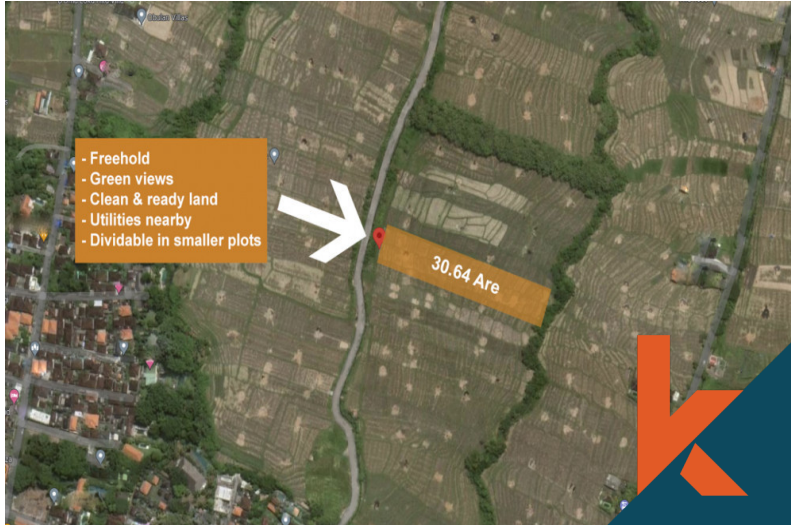 - Freehold
- Green views
- Clean & ready land
- Utilities nearby
- Dividable in smaller plots
30.64 Are